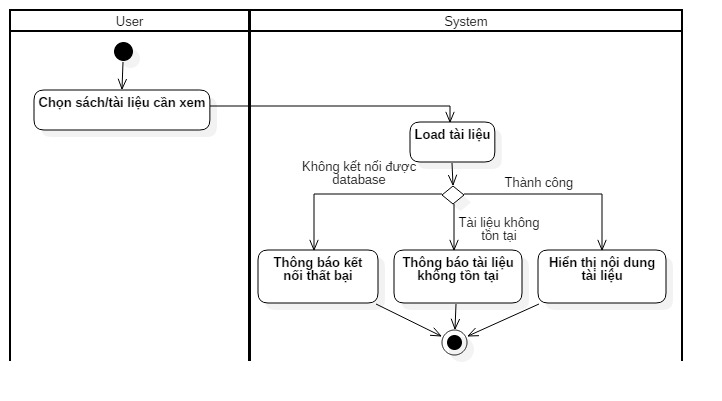 User
System
Chọn sách/tài liệu cần xem
Load tài liệu
Không kết nối được
database
Thành công
Tài liệu không
tồn tại
Thông báo kết
nối thất bại
Thông báo tài liệu
không tồn tại
Hiển thị nội dung
tài liệu